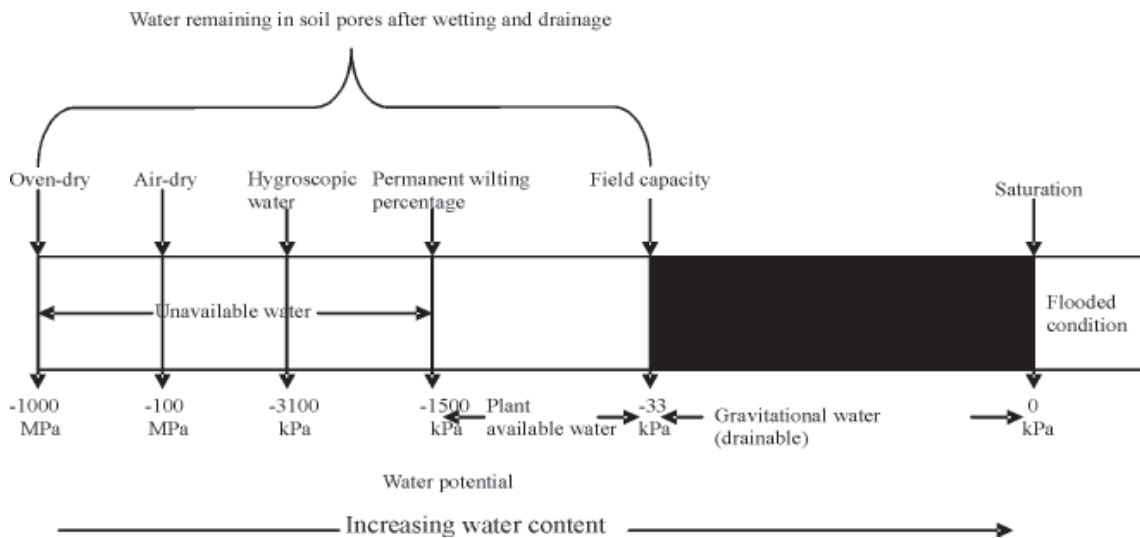 Water remaining in soil pores after wetting and drainage
Oven-dry
Air-dry
Hygroscopic
water
Permanent wilting
percentage
Field capacity
Saturation
Unavailable water
Flooded
condition
-1000
MPa
-100
MPa
-3100
kPa
-1500
kPa
Plant
available water
-33
kPa
Gravitational water
(drainable)
0
kPa
Water potential
Increasing water content